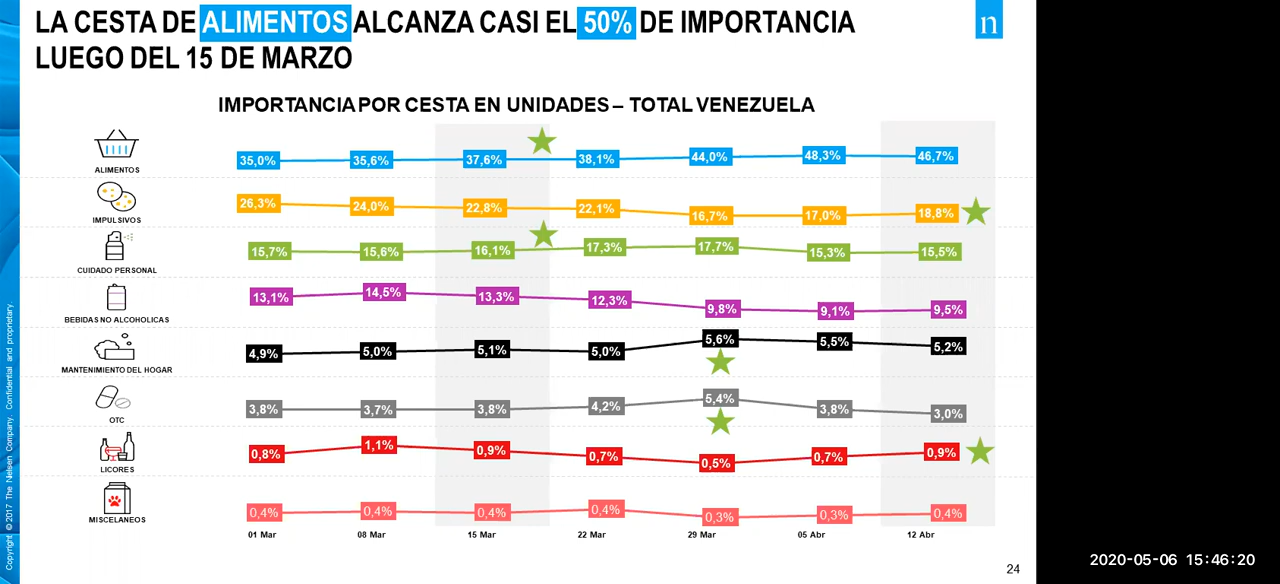 LA CESTA DE ALIMENTOS ALCANZA CASI EL 50% DE IMPORTANCIA
LUEGO DEL 15 DE MARZO
n
IMPORTANCIA POR CESTA EN UNIDADES – TOTAL VENEZUELA
ALIMENTOS
35,0% 35,6% 37,6% 38,1% 44,0% 48,3% 46,7%
IMPULSIVOS
26,3% 24,0% 22,8% 22,1% 16,7% 17,0% 18,8%
CUIDADO PERSONAL
15,7% 15,6% 16,1% 17,3% 17,7% 15,3% 15,5%
BEBIDAS NO ALCOHOLICAS
13,1% 14,5% 13,3% 12,3% 9,8% 9,1% 9,5%
MANTENIMIENTO DEL HOGAR
4,9% 5,0% 5,1% 5,0% 5,6% 5,5% 5,2%
OTC
3,8% 3,7% 3,8% 4,2% 5,4% 3,8% 3,0%
LICORES
0,8% 1,1% 0,9% 0,7% 0,5% 0,7% 0,9%
MISCELANEOS
0,4% 0,4% 0,4% 0,4% 0,3% 0,3% 0,4%
01 Mar 08 Mar 15 Mar 22 Mar 29 Mar 05 Abr 12 Abr
Copyright © 2017 The Nielsen Company. Confidential and proprietary.
24
2020-05-06 15:46:20